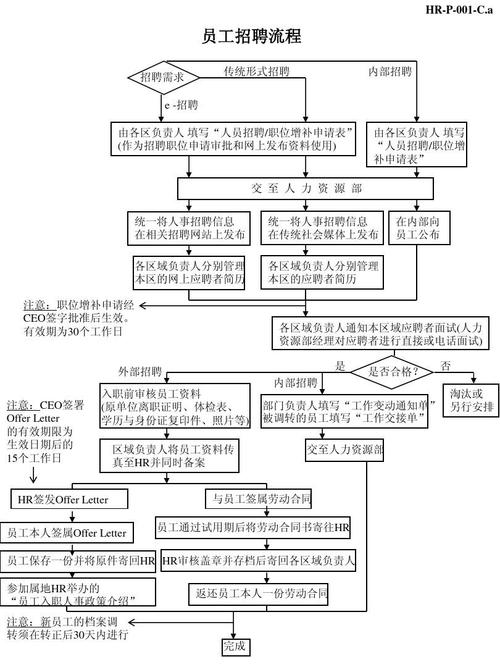 HR-P-001-C.a
员工招聘流程
招聘需求
传统形式招聘
内部招聘
e -招聘
由各区负责人 填写 “人员招聘/职位增补申请表”
(作为招聘职位申请审批和网上发布资料使用)
由各区负责人 填写
“人员招聘/职位增
补申请表”
交 至 人 力 资 源 部
统一将人事招聘信息
在相关招聘网站上发布
统一将人事招聘信息
在传统社会媒体上发布
在内部向
员工公布
各区域负责人分别管理
本区的网上应聘者简历
各区域负责人分别管理
本区的应聘者简历
注意：职位增补申请经
CEO签字批准后生效。
有效期为30个工作日
各区域负责人通知本区域应聘者面试(人力
资源部经理对应聘者进行直接或电话面试)
是
是否合格？
否
外部招聘
内部招聘
淘汰或
另行安排
注意：CEO签署
Offer Letter
的有效期限为
生效日期后的
15个工作日
入职前审核员工资料
(原单位离职证明、体检表、
学历与身份证复印件、照片等)
部门负责人填写“工作变动通知单”
被调转的员工填写“工作交接单”
区域负责人将员工资料传
真至HR并同时备案
交至人力资源部
HR签发Offer Letter
与员工签属劳动合同
员工本人签属Offer Letter
员工通过试用期后将劳动合同书寄往HR
员工保存一份并将原件寄回HR
HR审核盖章并存档后寄回各区域负责人
参加属地HR举办的
“员工入职人事政策介绍”
返还员工本人一份劳动合同
注意：新员工的档案调
转须在转正后30天内进行
完成